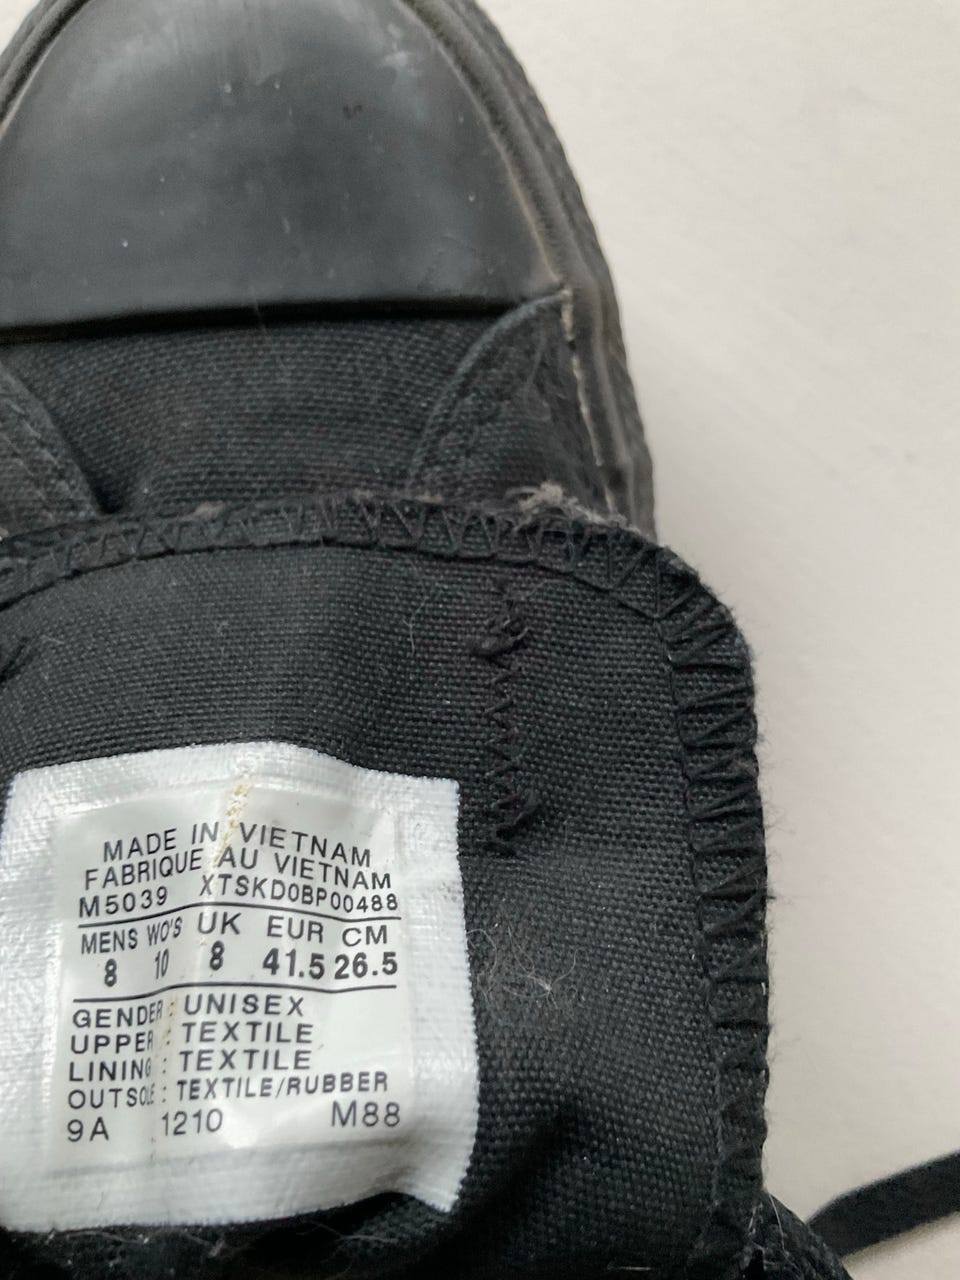 MADE IN VIETNAM
FABRIQUE AU VIETNAM
M5039 XTSKD0BP00488
MENS WO'S UK EUR CM
8 10 8 41.5 26.5
GENDER : UNISEX
UPPER : TEXTILE
LINING : TEXTILE
OUTSOLE : TEXTILE/RUBBER
9A 1210 M88